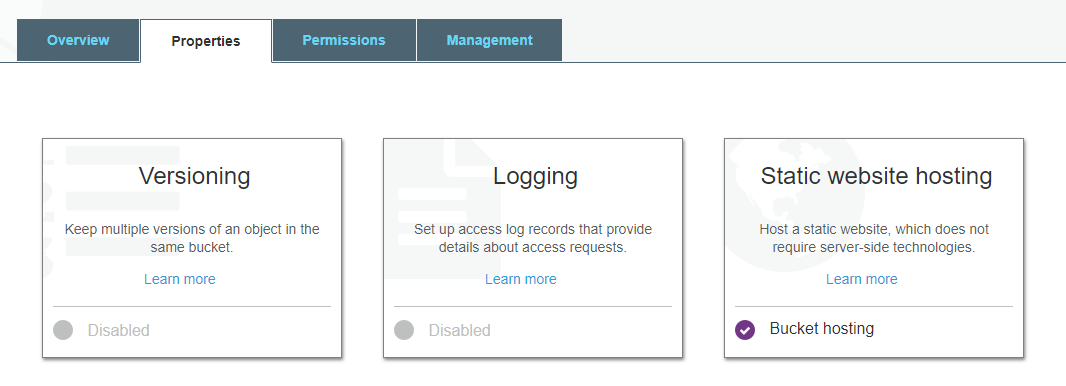 Overview Properties Permissions Management
Versioning
Keep multiple versions of an object in the
same bucket.
Learn more
Disabled
Logging
Set up access log records that provide
details about access requests.
Learn more
Disabled
Static website hosting
Host a static website, which does not
require server-side technologies.
Learn more
Bucket hosting